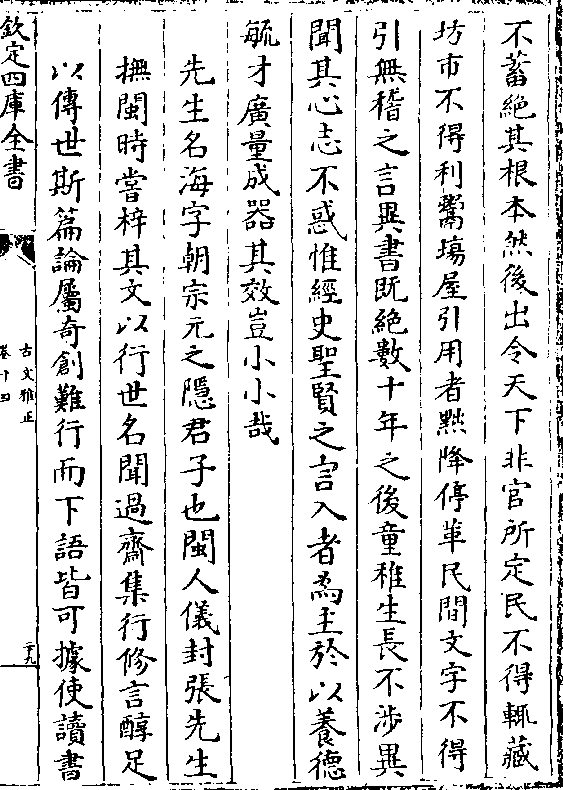 不蓄絶其根本然後出令天下非官所定民不得輒藏
坊市不得利鬻塲屋引用者㸃降停革民間文字不得
引無稽之言異書既絶數十年之後童稚生長不渉異
聞其心志不惑惟經史聖賢之言入者為主於以養德
毓才廣量成器其效豈小小哉
先生名海字朝宗元之隱君子也閩人儀封張先生
撫閩時嘗梓其文以行世名聞過齋集行修言醇足
以傳世斯篇論屬奇創難行而下語皆可據使讀書
欽定四庫全書
古文雅正
卷十四
二十九